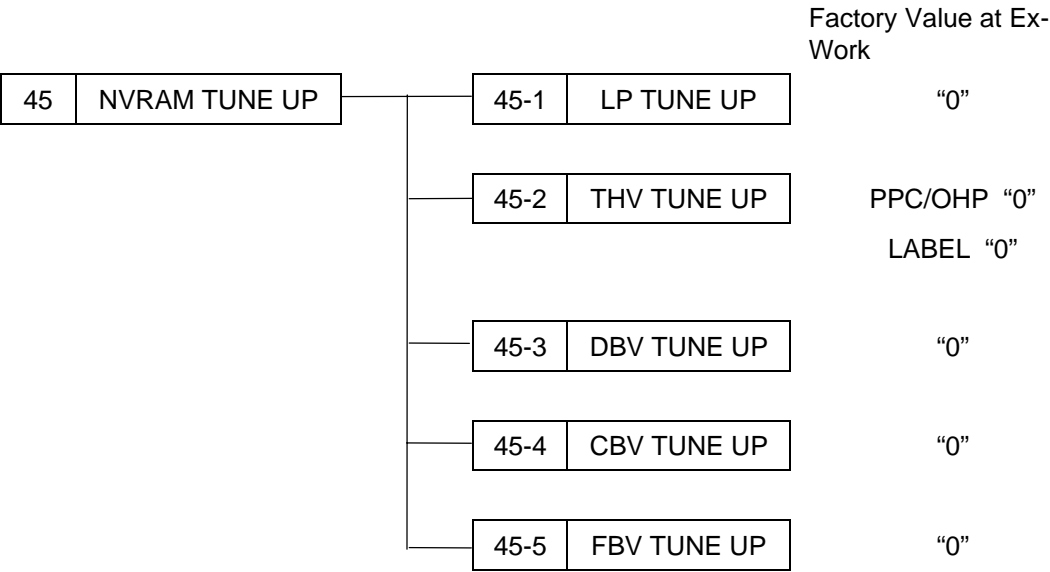 Factory Value at Ex-
Work
45 NVRAM TUNE UP 45-1 LP TUNE UP “0”
45-2 THV TUNE UP PPC/OHP “0”
LABEL “0”
45-3 DBV TUNE UP “0”
45-4 CBV TUNE UP “0”
45-5 FBV TUNE UP “0”